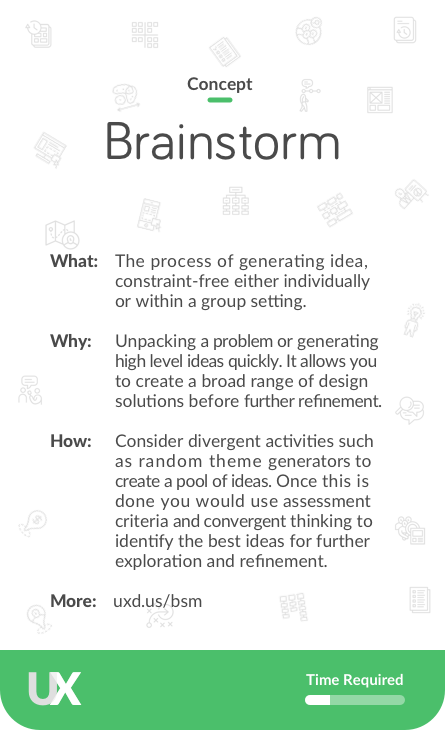 Concept
Brainstorm
What: The process of generating idea,
constraint-free either individually
or within a group setting.
Why: Unpacking a problem or generating
high level ideas quickly. It allows you
to create a broad range of design
solutions before further refinement.
How: Consider divergent activities such
as random theme generators to
create a pool of ideas. Once this is
done you would use assessment
criteria and convergent thinking to
identify the best ideas for further
exploration and refinement.
More: uxd.us/bsm
UX
Time Required